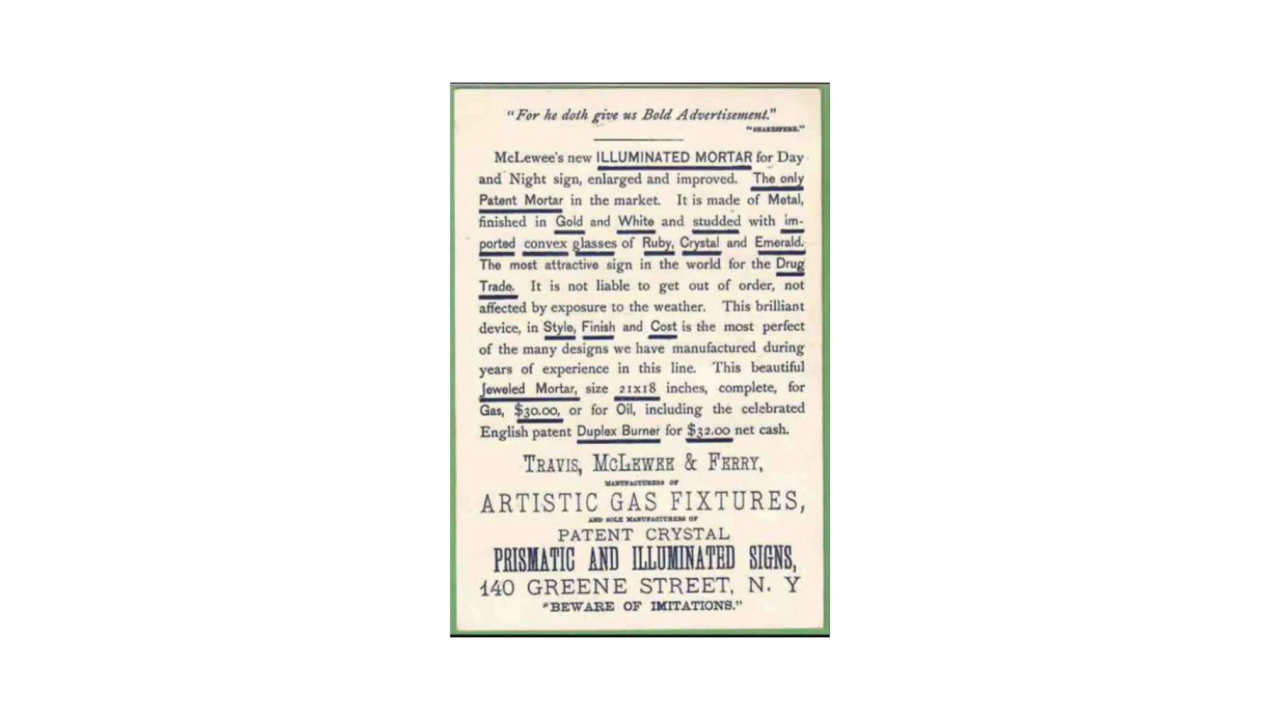 "For he doth give us Bold Advertisement."
"SHAKESPERE."
McLewee's new ILLUMINATED MORTAR for Day
and Night sign, enlarged and improved. The only
Patent Mortar in the market. It is made of Metal,
finished in Gold and White and studded with im-
ported convex glasses of Ruby, Crystal and Emerald.
The most attractive sign in the world for the Drug
Trade. It is not liable to get out of order, not
affected by exposure to the weather. This brilliant
device, in Style, Finish and Cost is the most perfect
of the many designs we have manufactured during
years of experience in this line. This beautiful
Jeweled Mortar, size 21x18 inches, complete, for
Gas, $30.00, or for Oil, including the celebrated
English patent Duplex Burner for $32.00 net cash.
TRAVIS, MCLEWEE & FERRY,
MANUFACTURERS OF
ARTISTIC GAS FIXTURES,
AND SOLE MANUFACTURERS OF
PATENT CRYSTAL
PRISMATIC AND ILLUMINATED SIGNS,
140 GREENE STREET, N. Y
"BEWARE OF IMITATIONS."